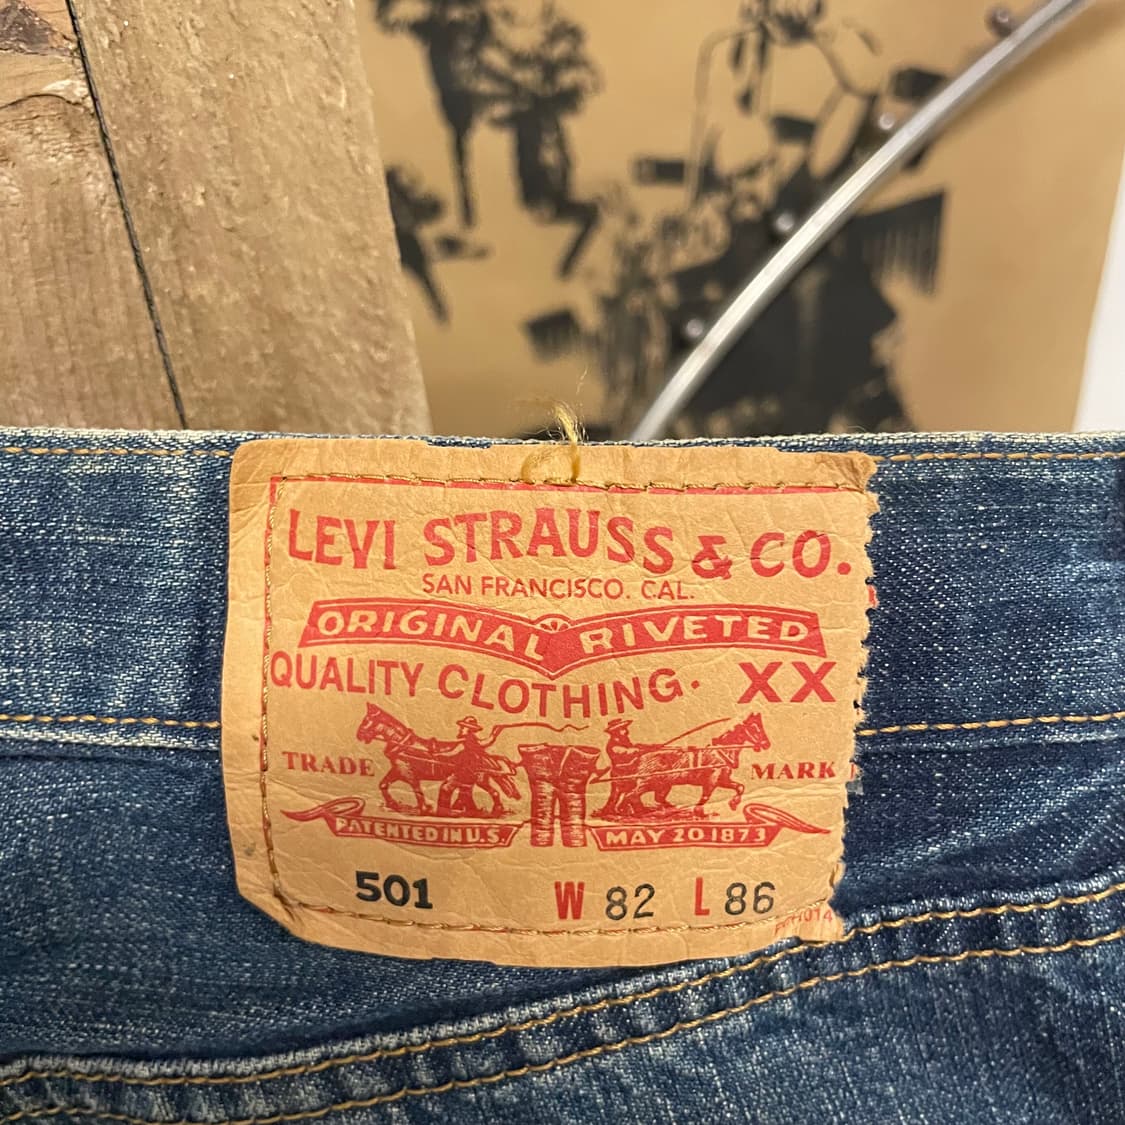 LEVI STRAUSS & CO.
SAN FRANCISCO. CAL.
ORIGINAL RIVETED
QUALITY CLOTHING. XX
TRADE MARK
PATENTED IN U.S. MAY 20 1873
501 W 82 L 86